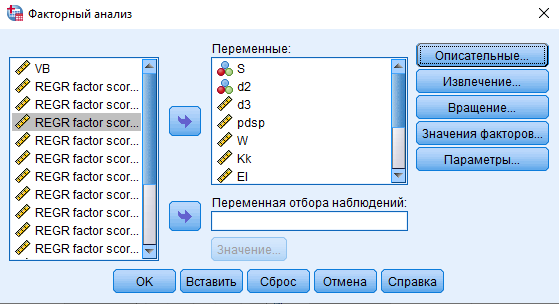 Факторный анализ
VB
REGR factor scor...
REGR factor scor...
REGR factor scor...
REGR factor scor...
REGR factor scor...
REGR factor scor...
REGR factor scor...
REGR factor scor...
REGR factor scor...
REGR factor scor...
Переменные:
S
d2
d3
pdsp
W
Kk
El
Переменная отбора наблюдений:
Значение...
Описательные...
Извлечение...
Вращение...
Значения факторов...
Параметры...
OK
Вставить
Сброс
Отмена
Справка